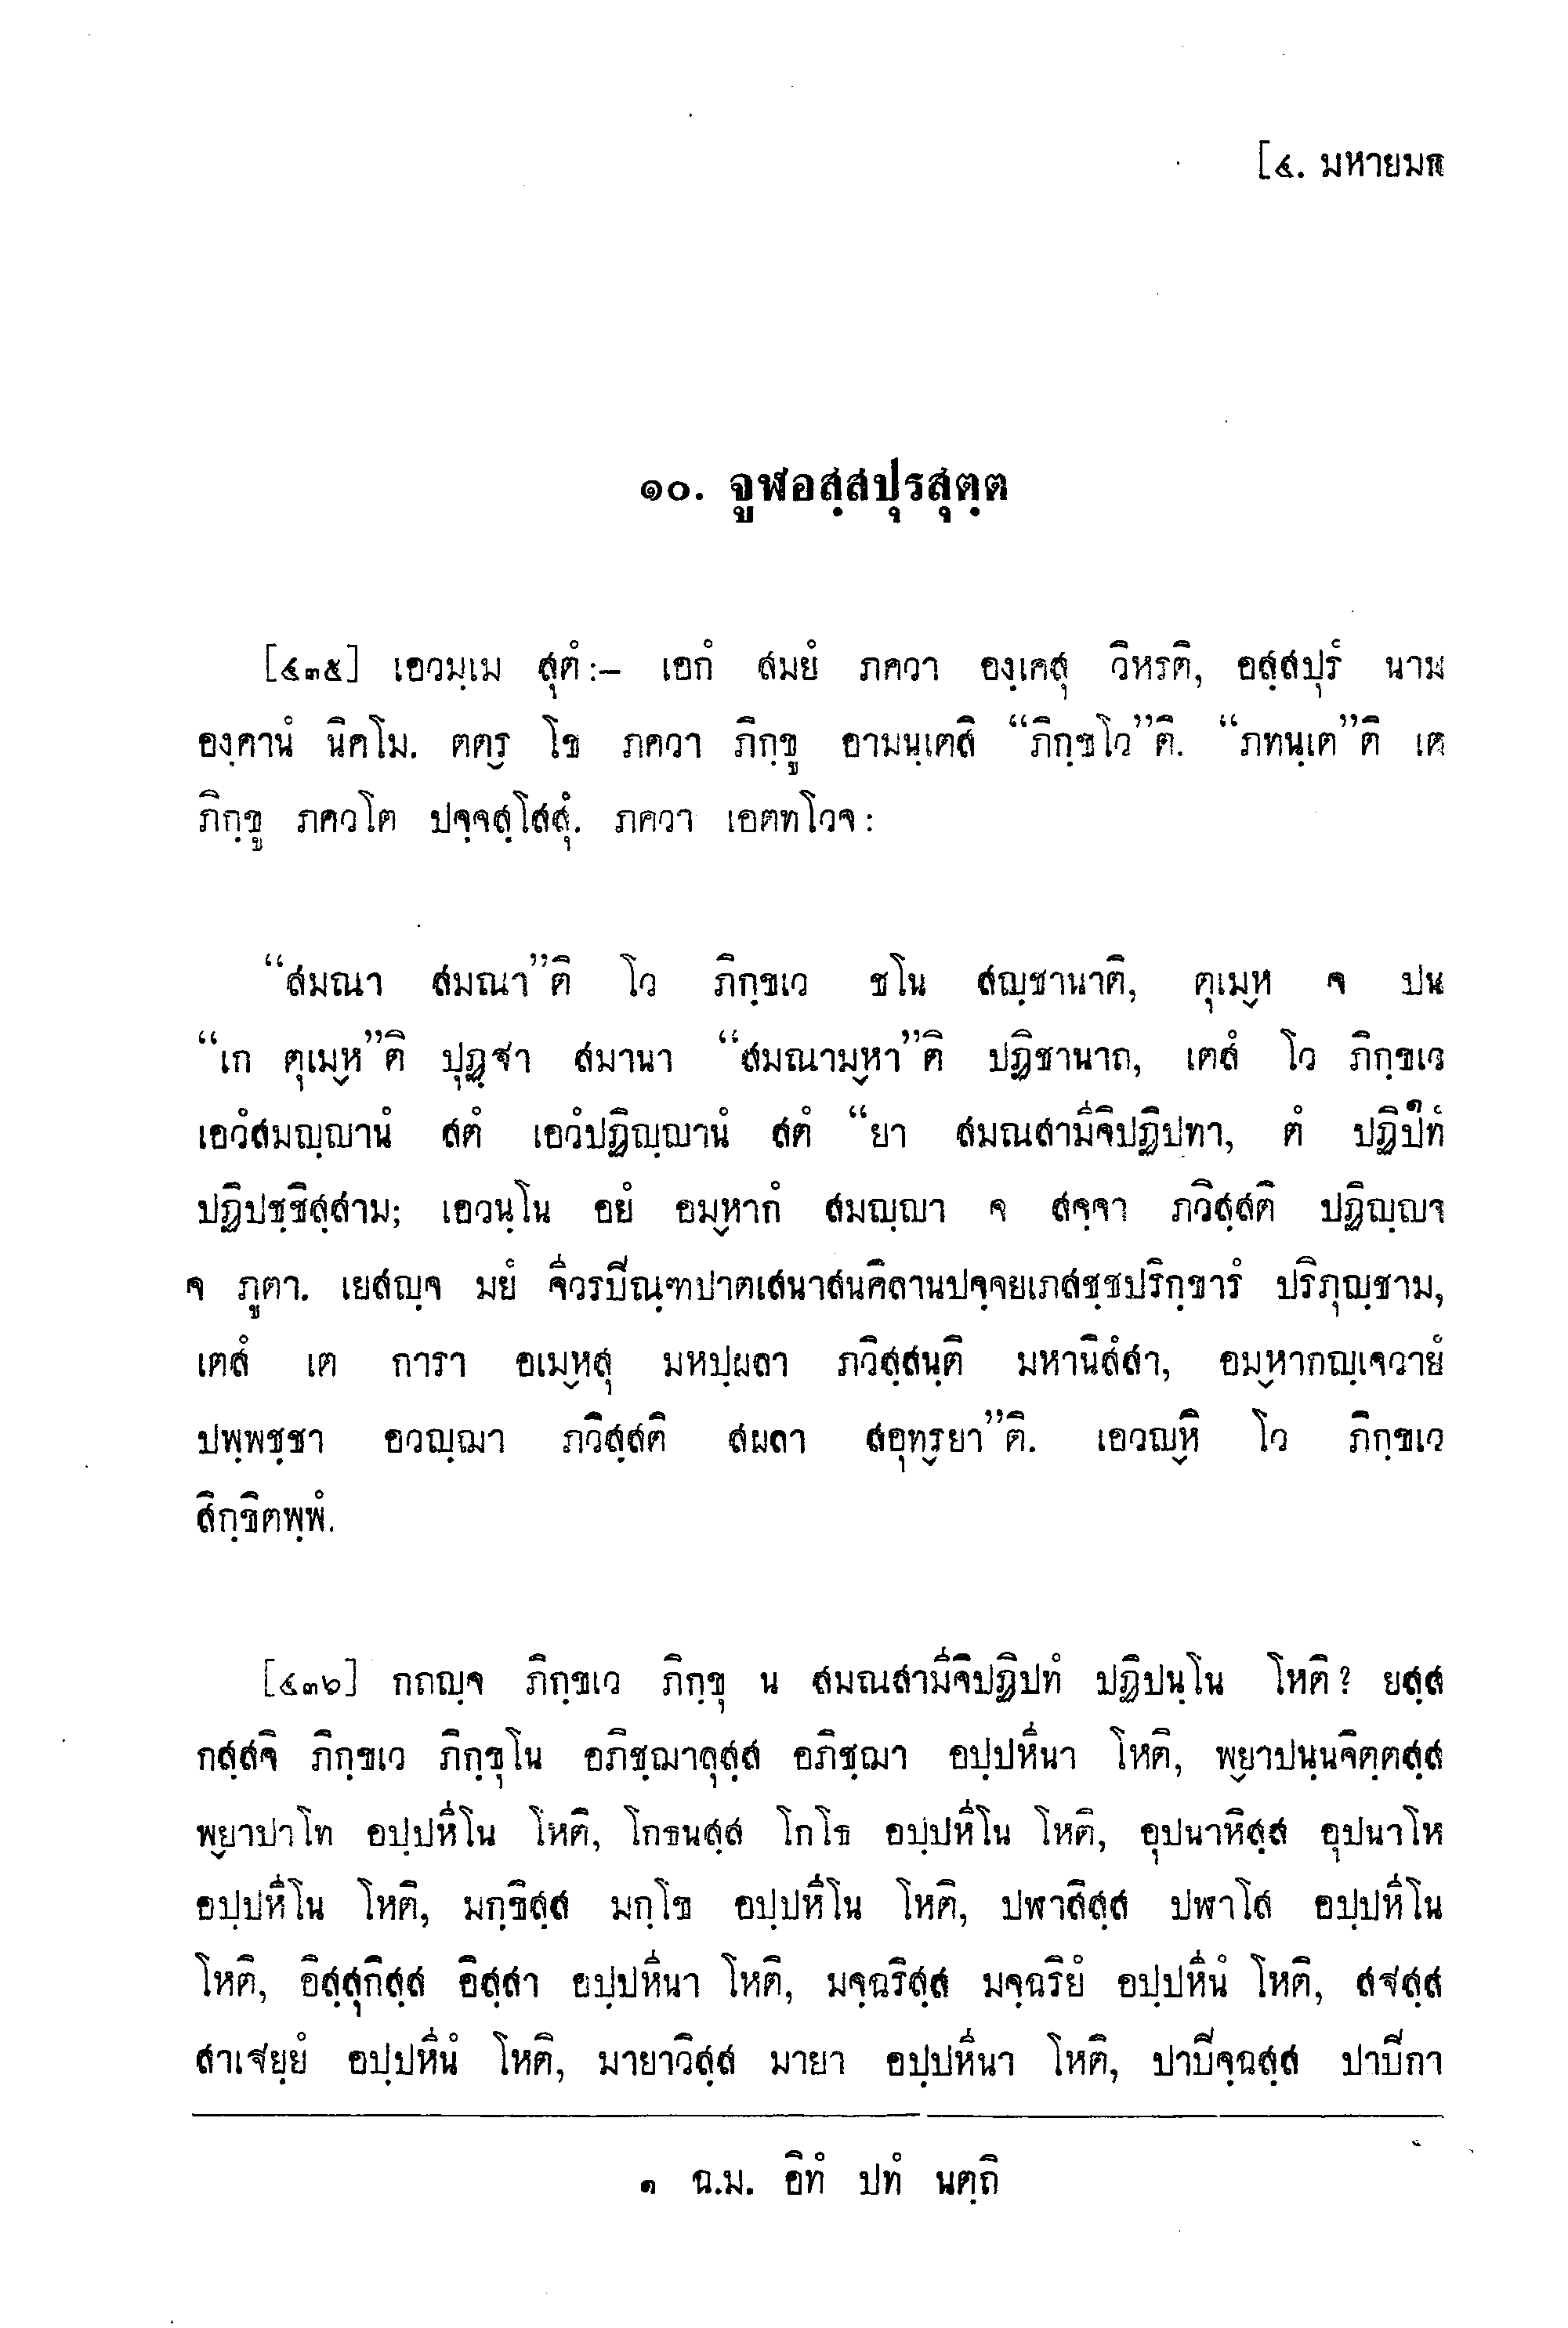 [๔. มหายมก
๑๐. จูฬอสฺสปุรสุตฺต
[๔๓๕] เอวมฺเม สุตํ:– เอกํ สมยํ ภควา องฺเคสุ วิหรติ, อสฺสปุรํ นาม
องฺคานํ นิคโม. ตตฺร โข ภควา ภิกฺขู อามนฺเตสิ “ภิกฺขโว”ติ. “ภทนฺเต”ติ เต
ภิกฺขู ภควโต ปจฺจสฺโสสุํ. ภควา เอตทโวจ:
“สมณา สมณา”ติ โว ภิกฺขเว ชโน สญฺชานาติ, ตุเมฺห จ ปน
“เก ตุเมฺห”ติ ปุฏฺฐา สมานา “สมณามฺหา”ติ ปฏิชานาถ, เตสํ โว ภิกฺขเว
เอวํสมญฺญานํ สตํ เอวํปฏิญฺญานํ สตํ “ยา สมณสามีจิปฏิปทา, ตํ ปฏิปทํ๑
ปฏิปชฺชิสฺสาม; เอวนฺโน อยํ อมฺหากํ สมญฺญา จ สจฺจา ภวิสฺสติ ปฏิญฺญา
จ ภูตา. เยสญฺจ มยํ จีวรปิณฺฑปาตเสนาสนคิลานปจฺจยเภสชฺชปริกฺขารํ ปริภุญฺชาม,
เตสํ เต การา อเมฺหสุ มหปฺผลา ภวิสฺสนฺติ มหานิสํสา, อมฺหากญฺเจวายํ
ปพฺพชฺชา อวญฺฌา ภวิสฺสติ สผลา สอุทฺรยา”ติ. เอวญฺหิ โว ภิกฺขเว
สิกฺขิตพฺพํ.
[๔๓๖] กถญฺจ ภิกฺขเว ภิกฺขุ น สมณสามีจิปฏิปทํ ปฏิปนฺโน โหติ? ยสฺส
กสฺสจิ ภิกฺขเว ภิกฺขุโน อภิชฺฌาลุสฺส อภิชฺฌา อปฺปหีนา โหติ, พฺยาปนฺนจิตฺตสฺส
พฺยาปาโท อปฺปหีโน โหติ, โกธนสฺส โกโธ อปฺปหีโน โหติ, อุปนาหิสฺส อุปนาโห
อปฺปหีโน โหติ, มกฺขิสฺส มกฺโข อปฺปหีโน โหติ, ปฬาสิสฺส ปฬาโส อปฺปหีโน
โหติ, อิสฺสุกิสฺส อิสฺสา อปฺปหีนา โหติ, มจฺฉริสฺส มจฺฉริยํ อปฺปหีนํ โหติ, สฐสฺส
สาเฐยฺยํ อปฺปหีนํ โหติ, มายาวิสฺส มายา อปฺปหีนา โหติ, ปาปิจฺฉสฺส ปาปิกา
๑ ฉ.ม. อิทํ ปทํ นตฺถิ